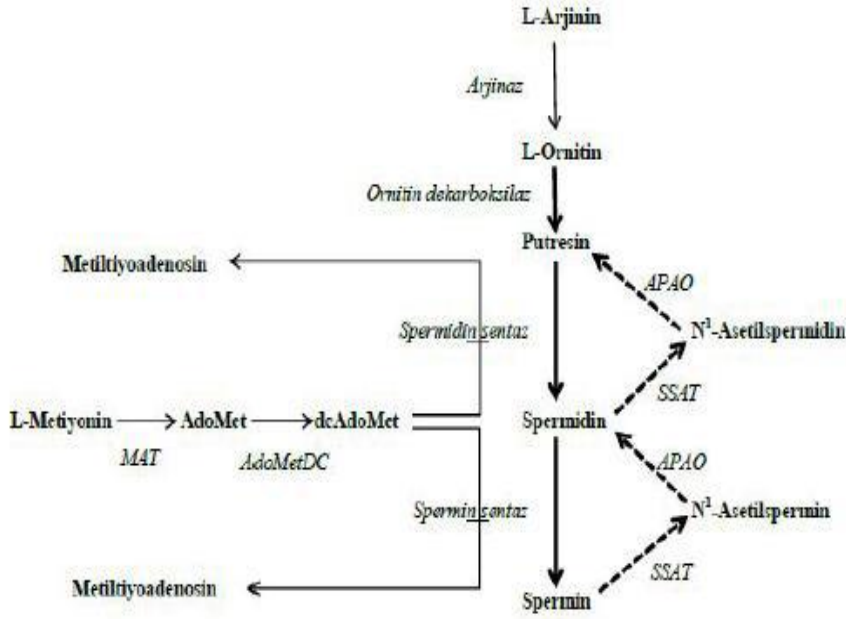 L-Arjinin
Arjinaz
L-Ornitin
Ornitin dekarboksilaz
Putresin
Metiltiyoadenosin
APAO
Spermidin sentaz
N¹-Asetilspermidin
SSAT
L-Metiyonin
AdoMet
dcAdoMet
Spermidin
MAT
AdoMetDC
APAO
Spermin sentaz
N¹-Asetilspermin
SSAT
Metiltiyoadenosin
Spermin